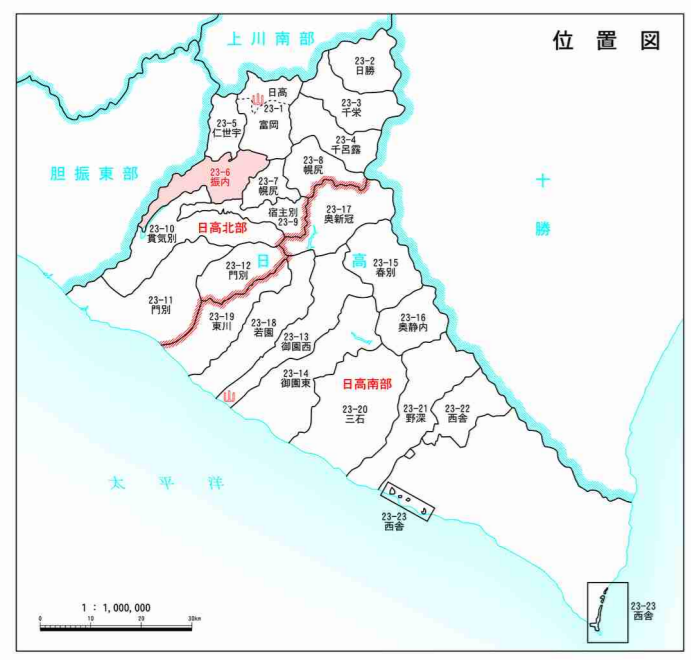 位置図
上川南部
23-2
日勝
日高
山
23-1
富岡
23-3
千栄
23-5
仁世宇
23-4
千呂露
胆振東部
23-6
振内
23-8
幌尻
23-7
幌尻
十勝
宿主別
23-9
23-17
奥新冠
23-10
貫気別
日高北部
日高
23-12
門別
23-15
春別
23-11
門別
23-19
東川
23-18
若園
23-13
御園西
23-16
奥静内
23-14
御園東
日高南部
山
23-20
三石
23-21
野深
23-22
西舎
太平洋
23-23
西舎
23-23
西舎
1 : 1,000,000
0 10 20 30km